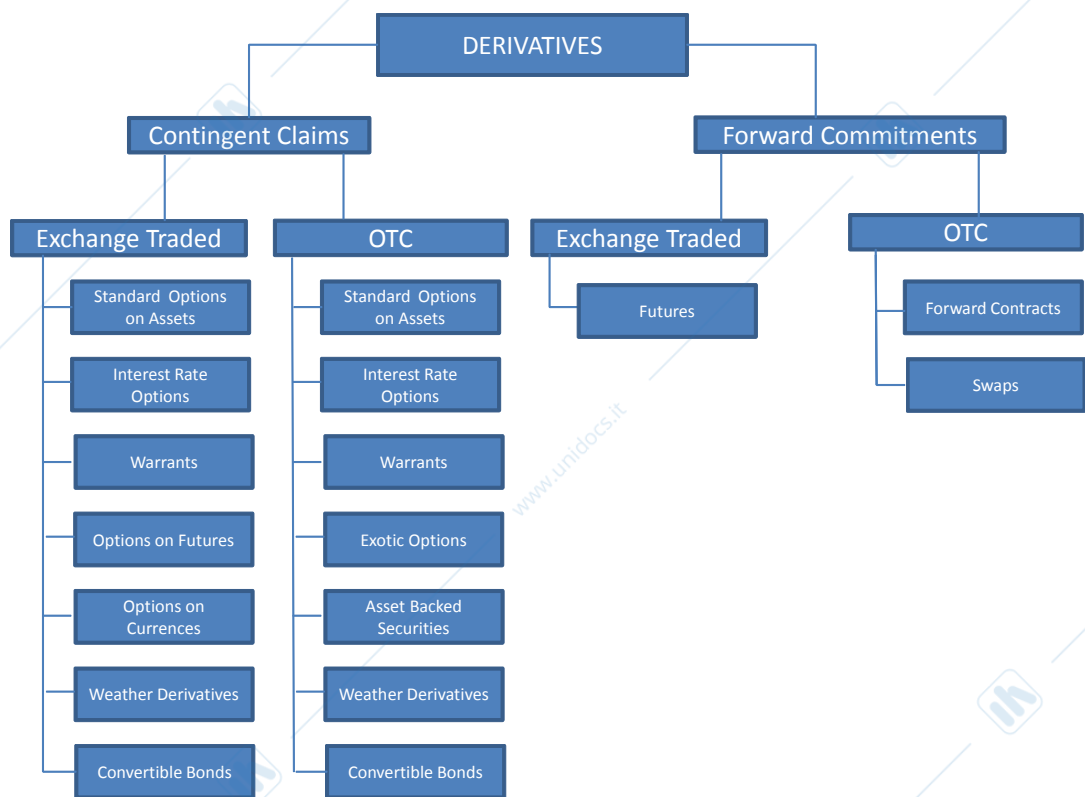 DERIVATIVES
Contingent Claims
Forward Commitments
Exchange Traded
OTC
Exchange Traded
OTC
Standard Options
on Assets
Standard Options
on Assets
Futures
Forward Contracts
Interest Rate
Options
Interest Rate
Options
Swaps
Warrants
Warrants
www.unidocs.it
Options on Futures
Exotic Options
Options on
Currences
Asset Backed
Securities
Weather Derivatives
Weather Derivatives
Convertible Bonds
Convertible Bonds